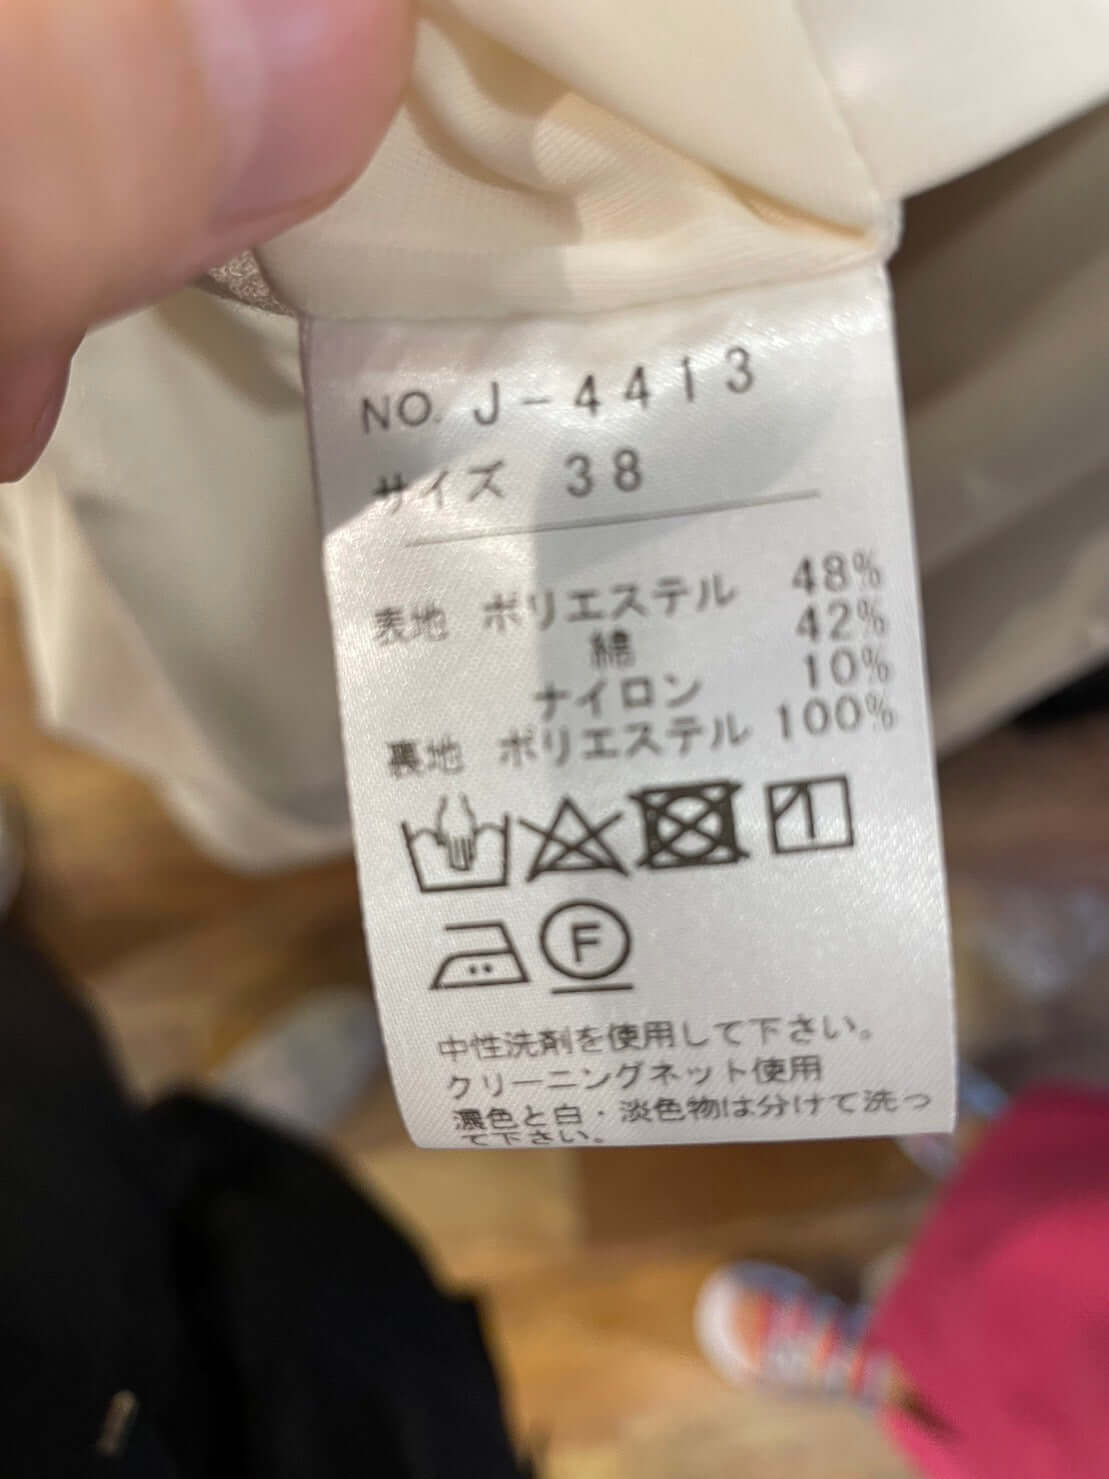 NO. J-4413
サイズ 38
表地 ポリエステル 48%
綿 42%
ナイロン 10%
裏地 ポリエステル 100%
F
中性洗剤を使用して下さい。
クリーニングネット使用
濃色と白・淡色物は分けて洗っ
て下さい。